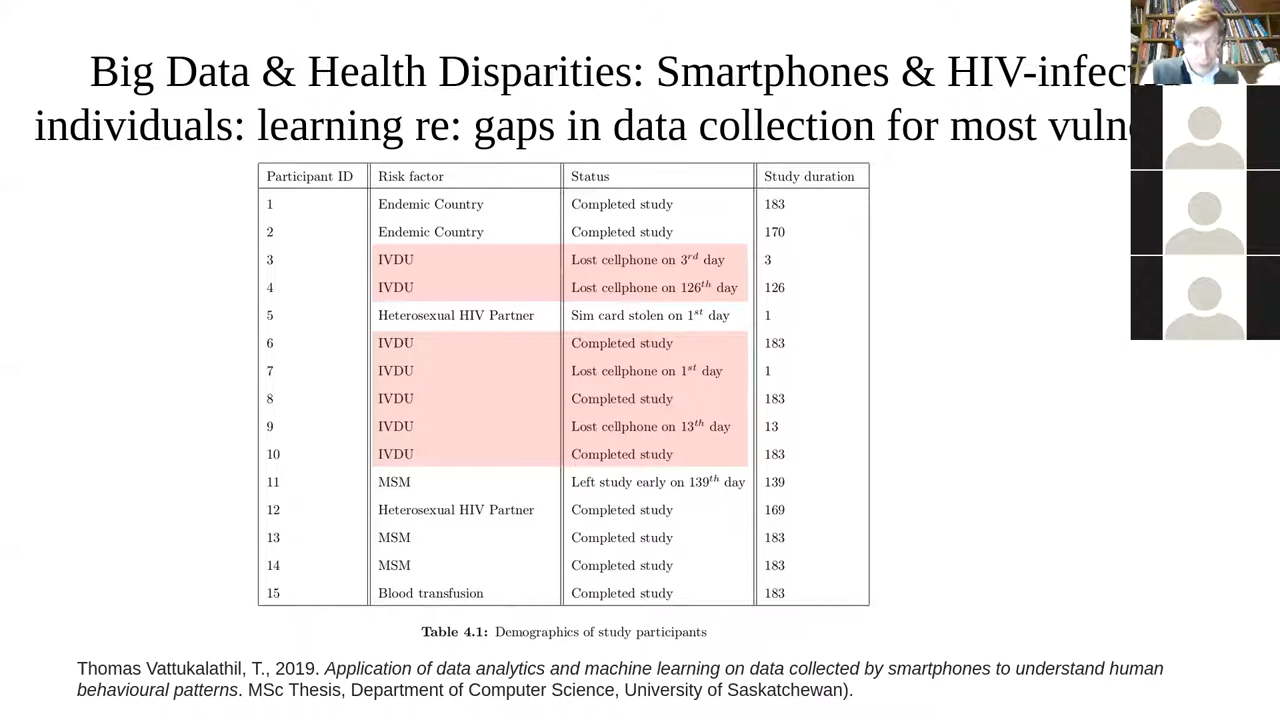 Big Data & Health Disparities: Smartphones & HIV-infec
individuals: learning re: gaps in data collection for most vuln
Participant ID Risk factor Status Study duration
1 Endemic Country Completed study 183
2 Endemic Country Completed study 170
3 IVDU Lost cellphone on 3rd day 3
4 IVDU Lost cellphone on 126th day 126
5 Heterosexual HIV Partner Sim card stolen on 1st day 1
6 IVDU Completed study 183
7 IVDU Lost cellphone on 1st day 1
8 IVDU Completed study 183
9 IVDU Lost cellphone on 13th day 13
10 IVDU Completed study 183
11 MSM Left study early on 139th day 139
12 Heterosexual HIV Partner Completed study 169
13 MSM Completed study 183
14 MSM Completed study 183
15 Blood transfusion Completed study 183
Table 4.1: Demographics of study participants
Thomas Vattukalathil, T., 2019. Application of data analytics and machine learning on data collected by smartphones to understand human
behavioural patterns. MSc Thesis, Department of Computer Science, University of Saskatchewan).